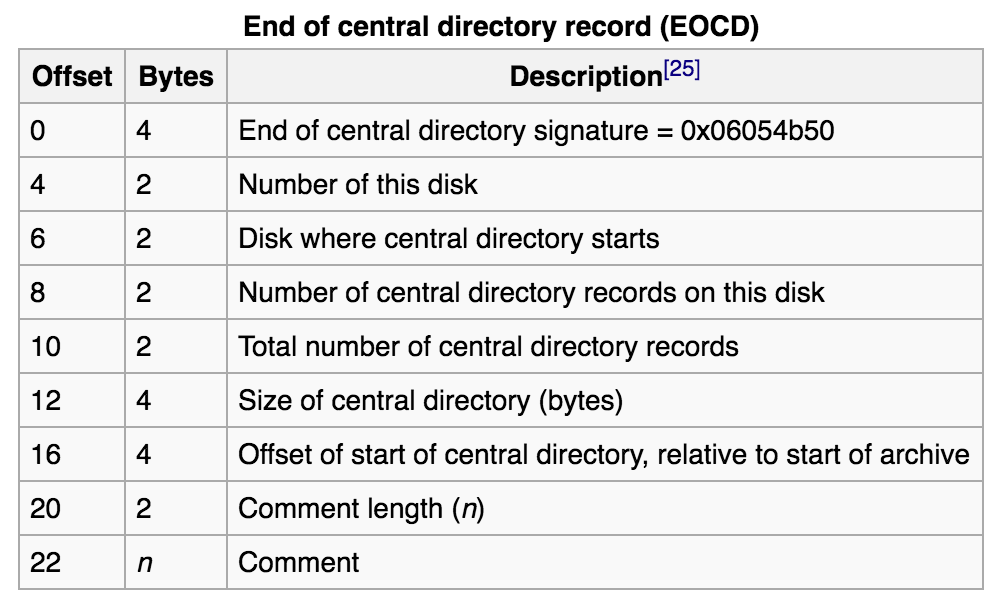 End of central directory record (EOCD)
Offset Bytes Description[25]
0 4 End of central directory signature = 0x06054b50
4 2 Number of this disk
6 2 Disk where central directory starts
8 2 Number of central directory records on this disk
10 2 Total number of central directory records
12 4 Size of central directory (bytes)
16 4 Offset of start of central directory, relative to start of archive
20 2 Comment length (n)
22 n Comment